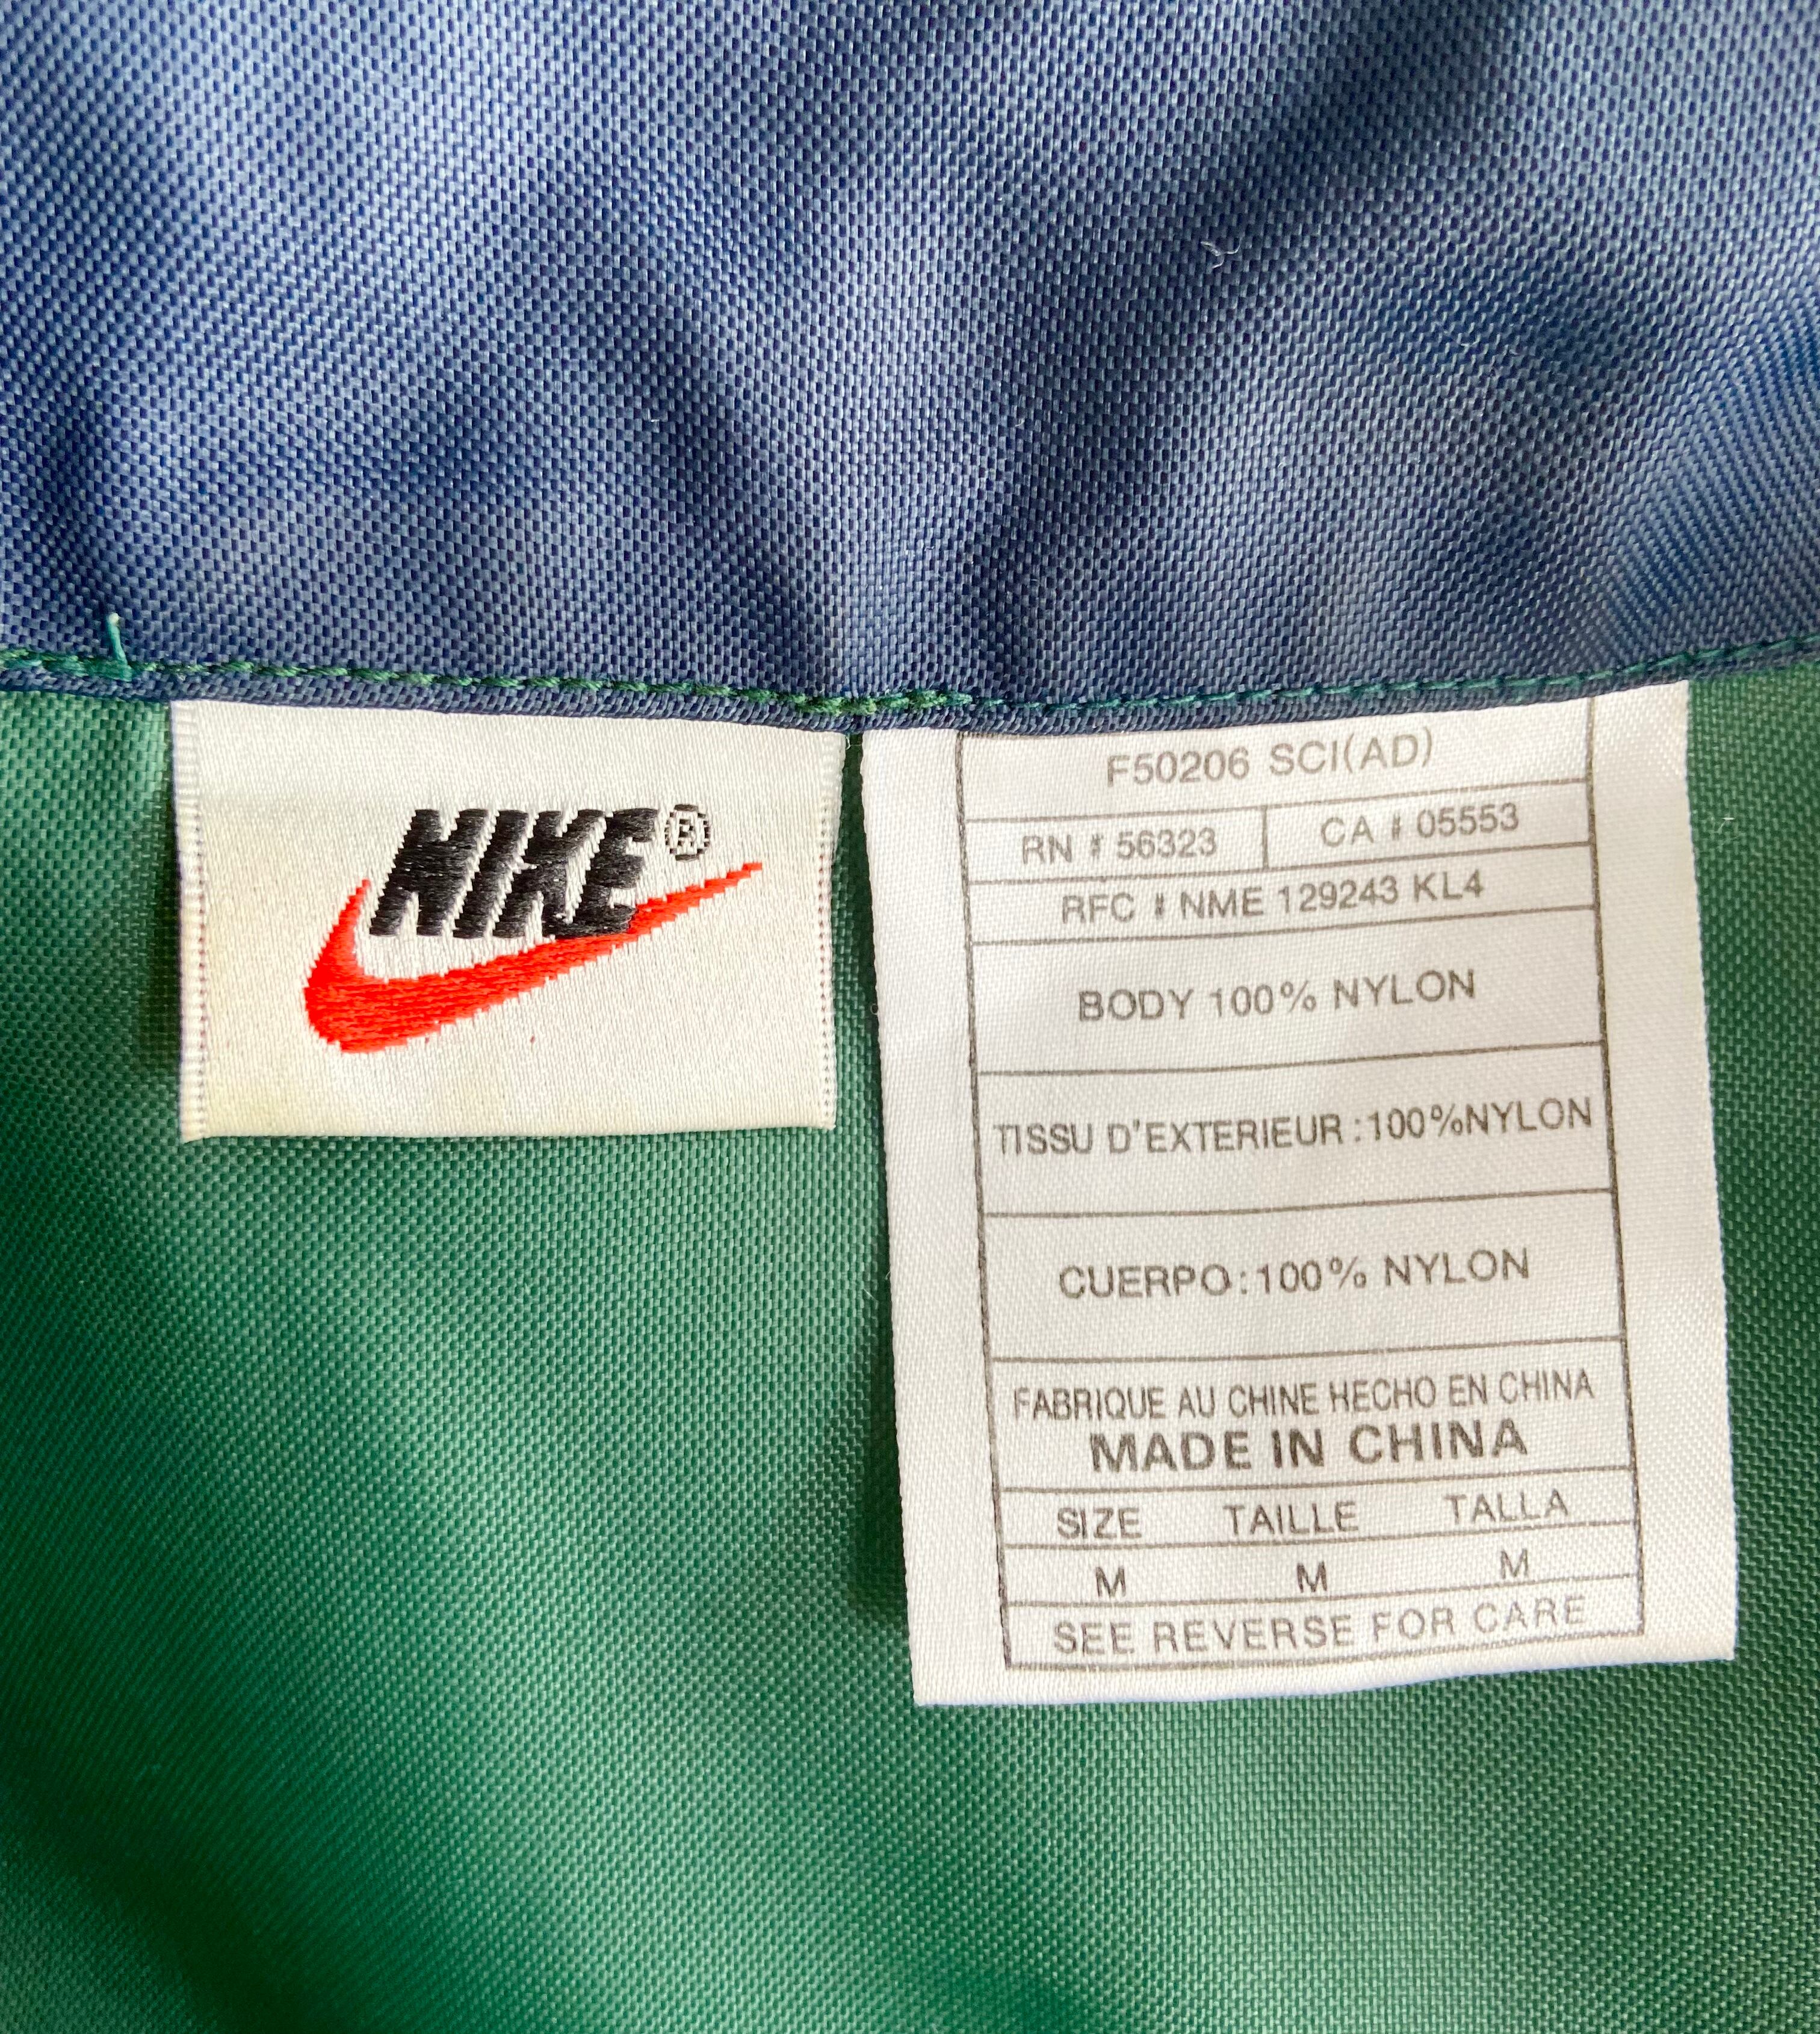 NIKE®
F50206 SCI(AD)
RN # 56323 CA # 05553
RFC # NME 129243 KL4
BODY 100% NYLON
TISSU D'EXTERIEUR:100%NYLON
CUERPO:100% NYLON
FABRIQUE AU CHINE HECHO EN CHINA
MADE IN CHINA
SIZE TAILLE TALLA
M M M
SEE REVERSE FOR CARE